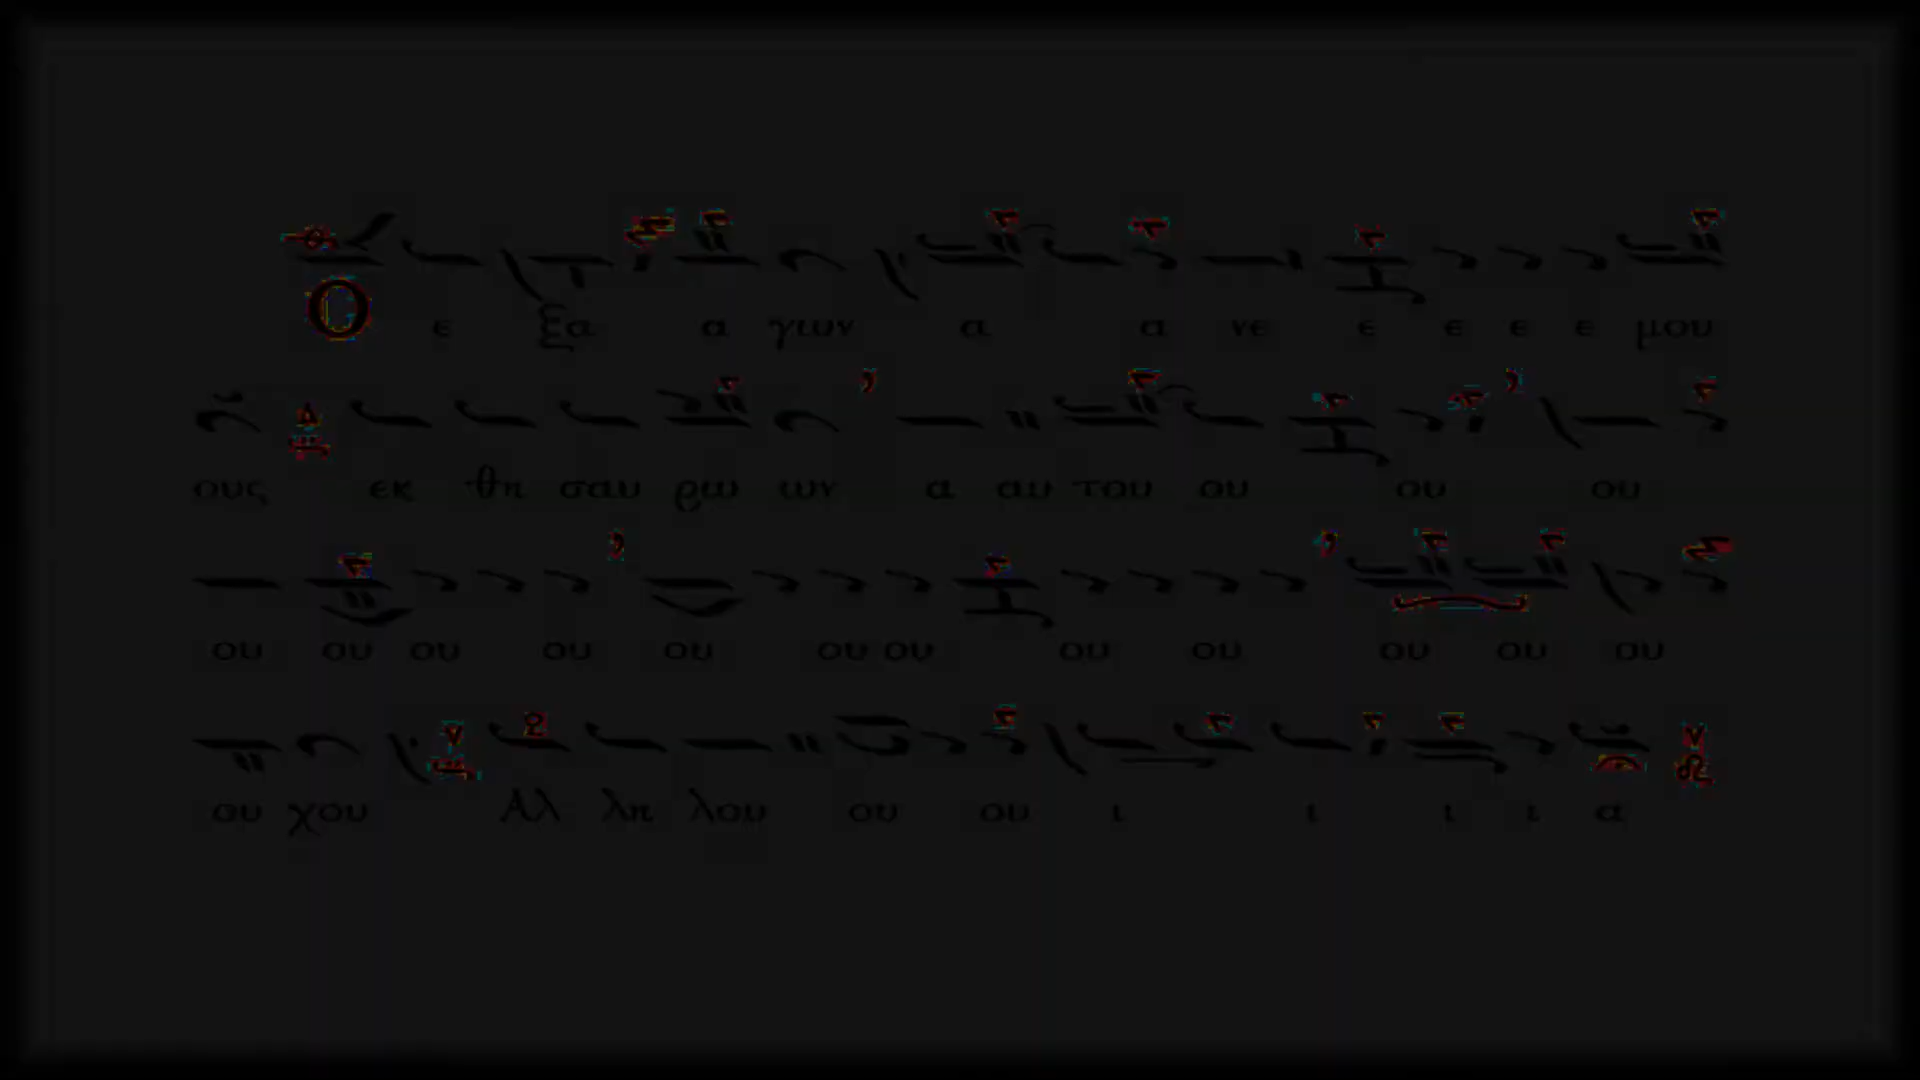 Ο ε ξα α γων α α νε ε ε ε ε μου
ους εκ θη σαυ ρω ων α αυ του ου ου ου
ου ου ου ου ου ου ου ου ου ου ου ου
ου χου Αλ λη λου ου ου ι ι ι ι α